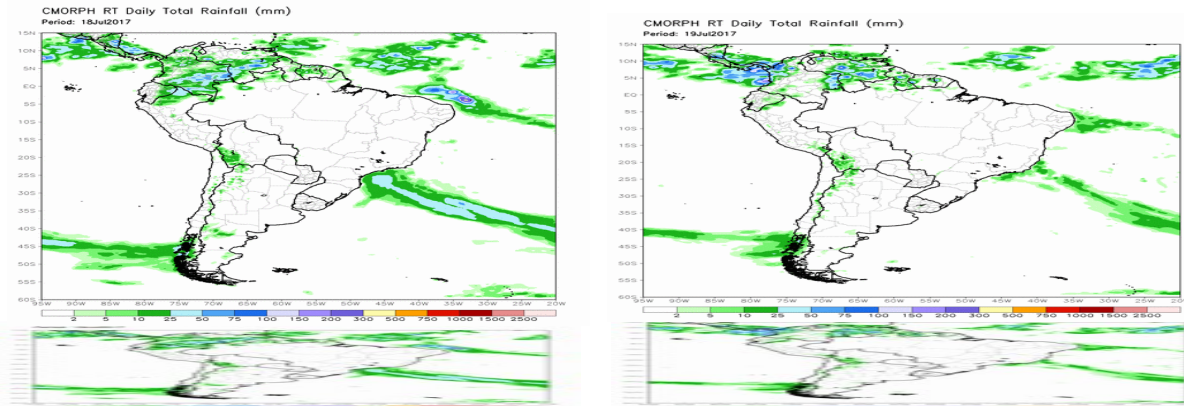 CMORPH RT Daily Total Rainfall (mm)
Period: 18Jul2017
15N
10N
5N
EQ
5S
10S
15S
20S
25S
30S
35S
40S
45S
50S
55S
60S
95W 90W 85W 80W 75W 70W 65W 60W 55W 50W 45W 40W 35W 30W 25W 20W
2 5 10 25 50 75 100 150 200 300 500 750 1000 1500 2500
CMORPH RT Daily Total Rainfall (mm)
Period: 19Jul2017
15N
10N
5N
EQ
5S
10S
15S
20S
25S
30S
35S
40S
45S
50S
55S
60S
95W 90W 85W 80W 75W 70W 65W 60W 55W 50W 45W 40W 35W 30W 25W 20W
2 5 10 25 50 75 100 150 200 300 500 750 1000 1500 2500